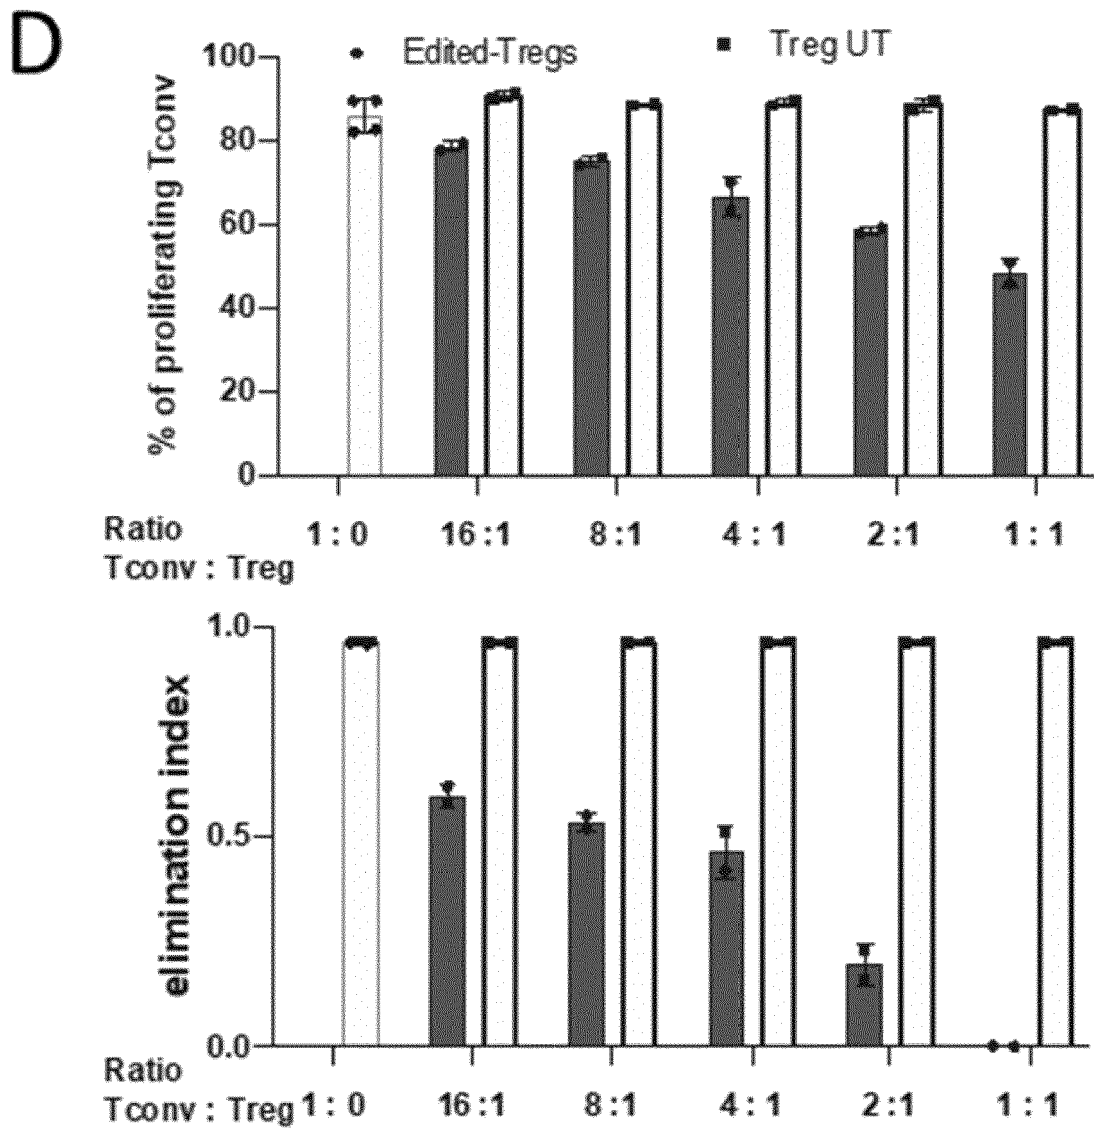 D
Edited-Tregs Treg UT
% of proliferating Tconv
100
80
60
40
20
0
Ratio
Tconv : Treg
1 : 0 16:1 8:1 4 : 1 2:1 1 : 1
elimination index
1.0
0.5
0.0
Ratio
Tconv : Treg 1 : 0 16:1 8:1 4 : 1 2:1 1 : 1